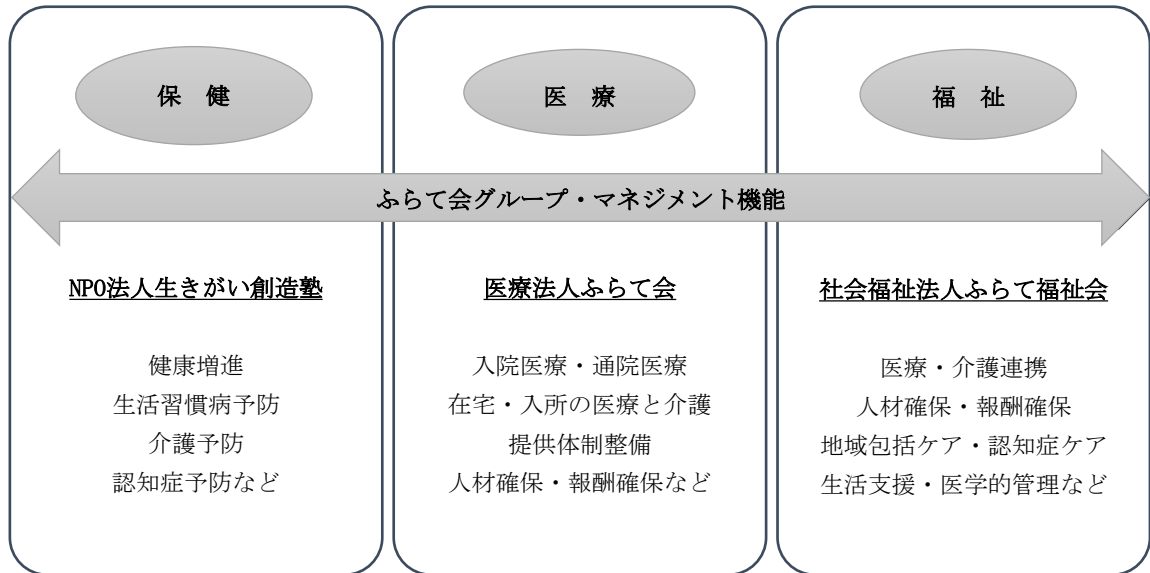 保　健
医　療
福　祉
ふらて会グループ・マネジメント機能
NPO法人生きがい創造塾
健康増進
生活習慣病予防
介護予防
認知症予防など
医療法人ふらて会
入院医療・通院医療
在宅・入所の医療と介護
提供体制整備
人材確保・報酬確保など
社会福祉法人ふらて福祉会
医療・介護連携
人材確保・報酬確保
地域包括ケア・認知症ケア
生活支援・医学的管理など